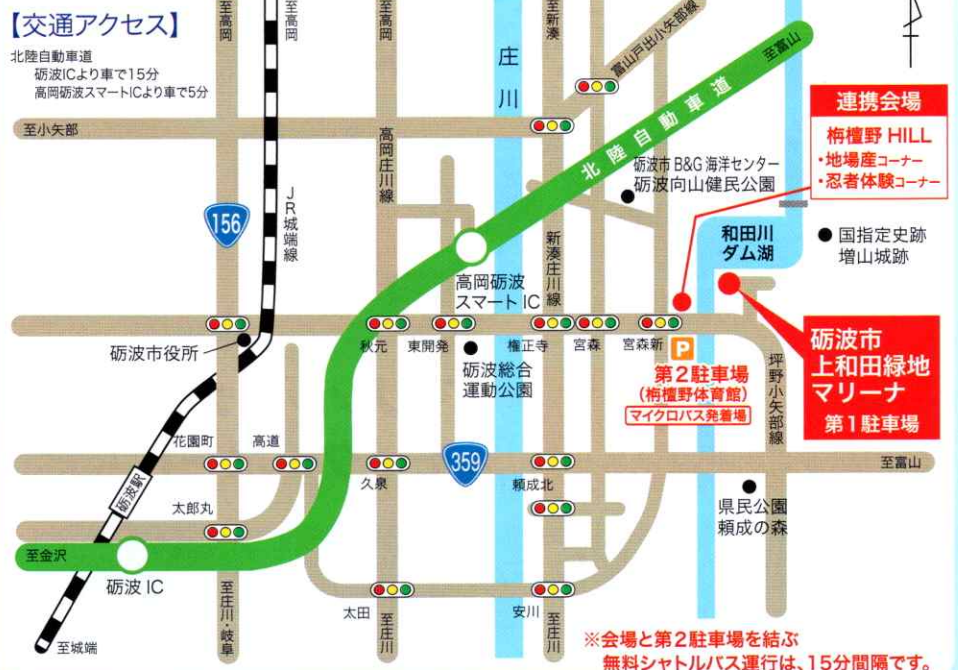 【交通アクセス】
北陸自動車道
砺波ICより車で15分
高岡砺波スマートICより車で5分
至高岡
至高岡
至高岡
至新湊
富山戸出小矢部線
至富山
庄川
至小矢部
高岡庄川線
北陸自動車道
連携会場
栴檀野 HILL
・地場産コーナー
・忍者体験コーナー
砺波市 B&G 海洋センター
砺波向山健民公園
156
JR城端線
和田川
ダム湖
国指定史跡
増山城跡
新湊庄川線
高岡砺波
スマート IC
砺波市役所
秋元
東開発
権正寺
宮森
宮森新
砺波総合
運動公園
P
第2駐車場
(栴檀野体育館)
マイクロバス発着場
坪野小矢部線
砺波市
上和田緑地
マリーナ
第1駐車場
花園町
高道
久泉
359
頼成北
至富山
砺波駅
太郎丸
県民公園
頼成の森
至金沢
砺波 IC
至庄川・岐阜
太田
至庄川
安川
至庄川
至城端
※会場と第2駐車場を結ぶ
無料シャトルバス運行は、15分間隔です。